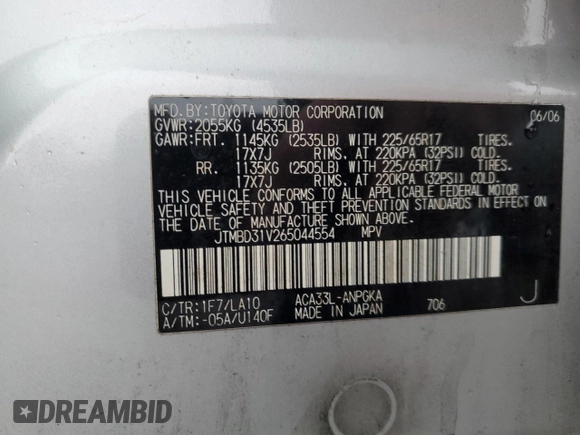 MFD.BY:TOYOTA MOTOR CORPORATION 06/06
GVWR:2055KG (4535LB)
GAWR:FRT. 1145KG (2535LB) WITH 225/65R17 TIRES.
17X7J RIMS, AT 220KPA (32PSI) COLD.
RR. 1135KG (2505LB) WITH 225/65R17 TIRES.
17X7J RIMS, AT 220KPA (32PSI) COLD.
THIS VEHICLE CONFORMS TO ALL APPLICABLE FEDERAL MOTOR
VEHICLE SAFETY AND THEFT PREVENTION STANDARDS IN EFFECT ON
THE DATE OF MANUFACTURE SHOWN ABOVE.
JTMBD31V265044554 MPV
C/TR:1F7/LA10 ACA33L-ANPGKA
A/TM:-05A/U140F MADE IN JAPAN 706 J
DREAMBID